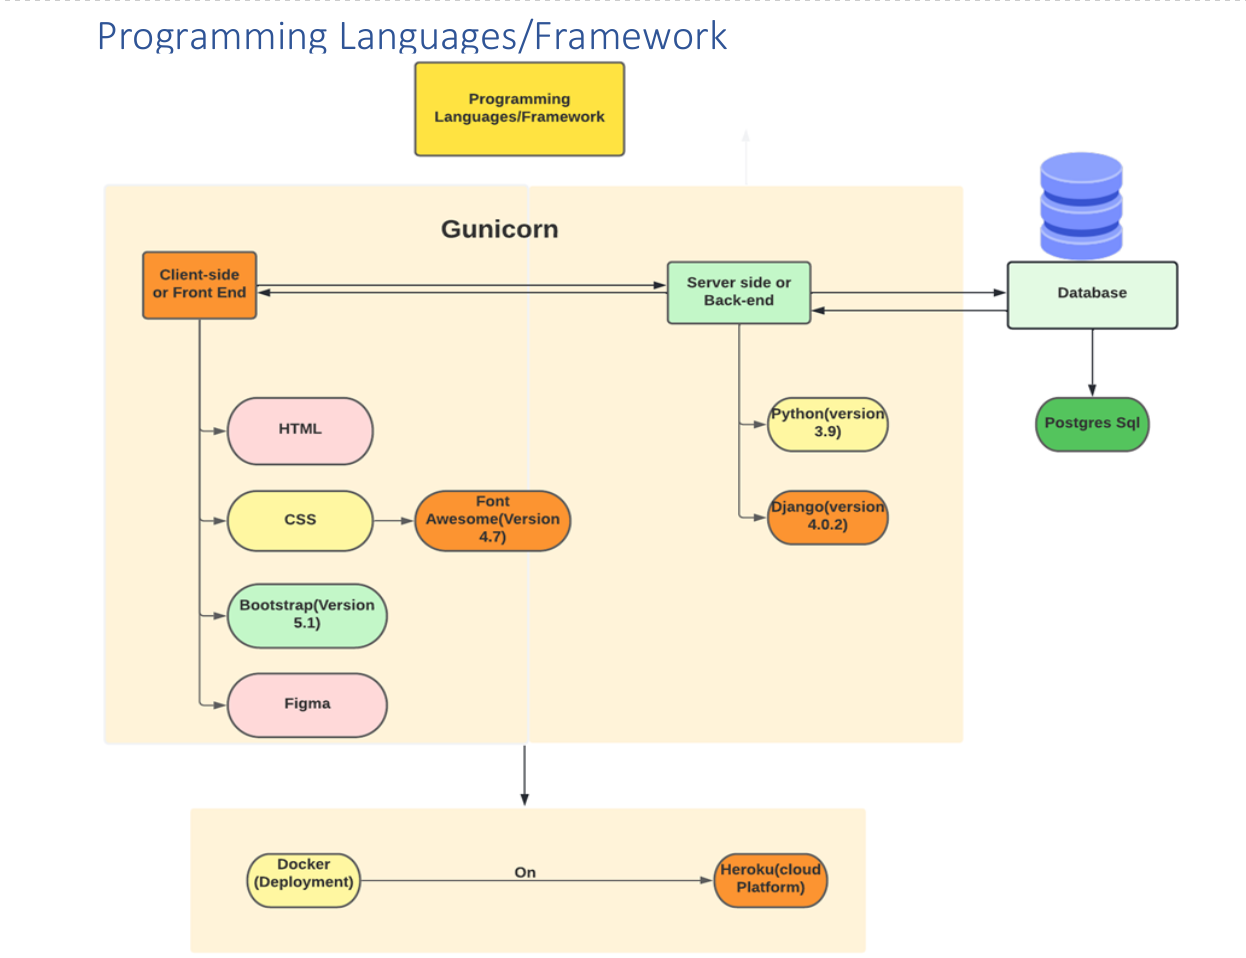 Programming Languages/Framework
Programming
Languages/Framework
Gunicorn
Client-side
or Front End
Server side or
Back-end
Database
HTML
Python(version
3.9)
Postgres Sql
CSS
Font
Awesome(Version
4.7)
Django(version
4.0.2)
Bootstrap(Version
5.1)
Figma
Docker
(Deployment)
On
Heroku(cloud
Platform)